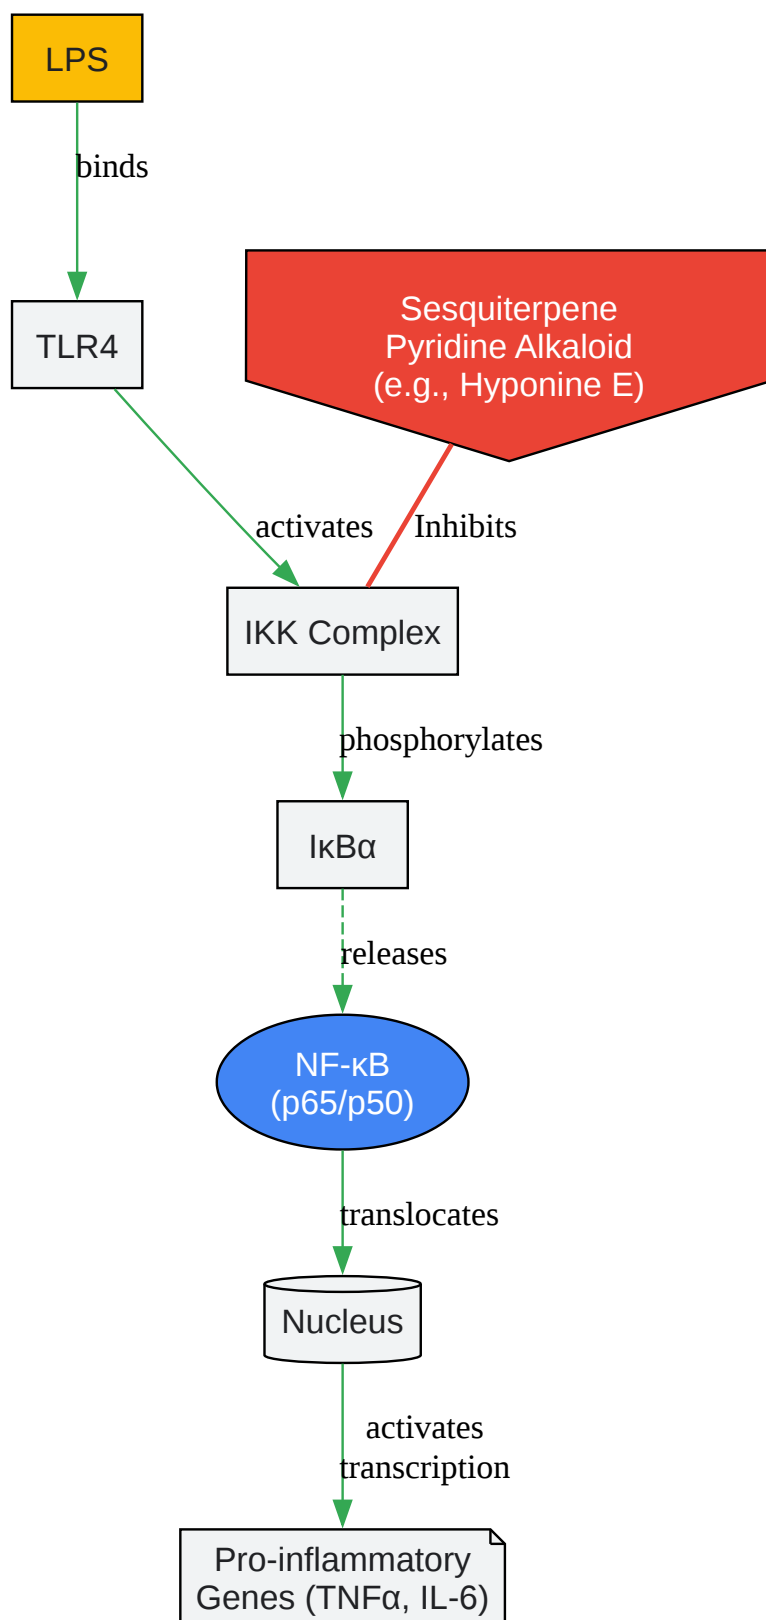 LPS
binds
TLR4
Sesquiterpene
Pyridine Alkaloid
(e.g., Hyponine E)
activates
Inhibits
IKK Complex
phosphorylates
IκBα
releases
NF-κB
(p65/p50)
translocates
Nucleus
activates
transcription
Pro-inflammatory
Genes (TNFα, IL-6)